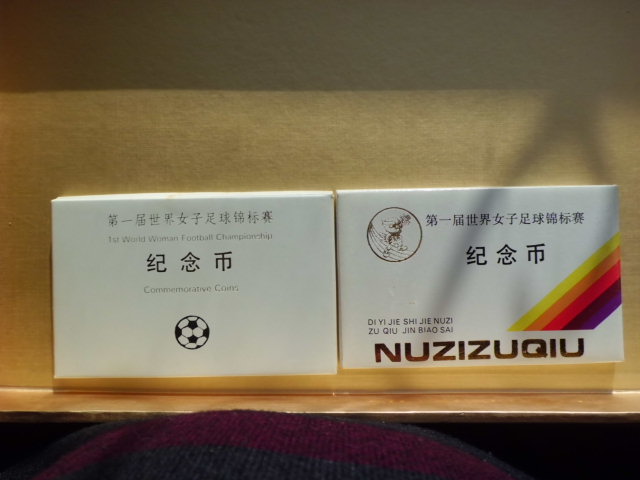 第一届世界女子足球锦标赛
1st World Woman Football Championship
纪念币
Commemorative Coins
第一届世界女子足球锦标赛
纪念币
DI YI JIE SHI JIE NUZI
ZU QIU JIN BIAO SAI
NUZIZUQIU